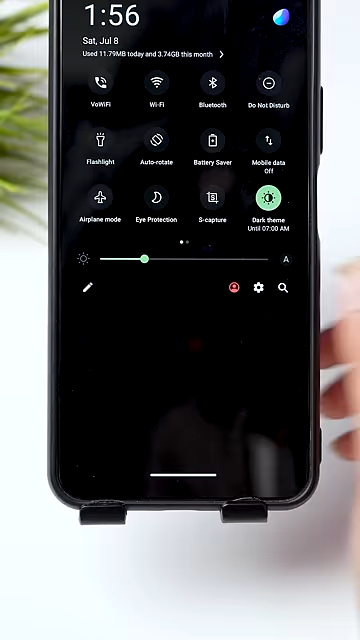 1:56
Sat, Jul 8
Used 11.79MB today and 3.74GB this month
VoWiFi
Wi-Fi
Bluetooth
Do Not Disturb
Flashlight
Auto-rotate
Battery Saver
Mobile data
Off
Airplane mode
Eye Protection
S-capture
Dark theme
Until 07:00 AM
A